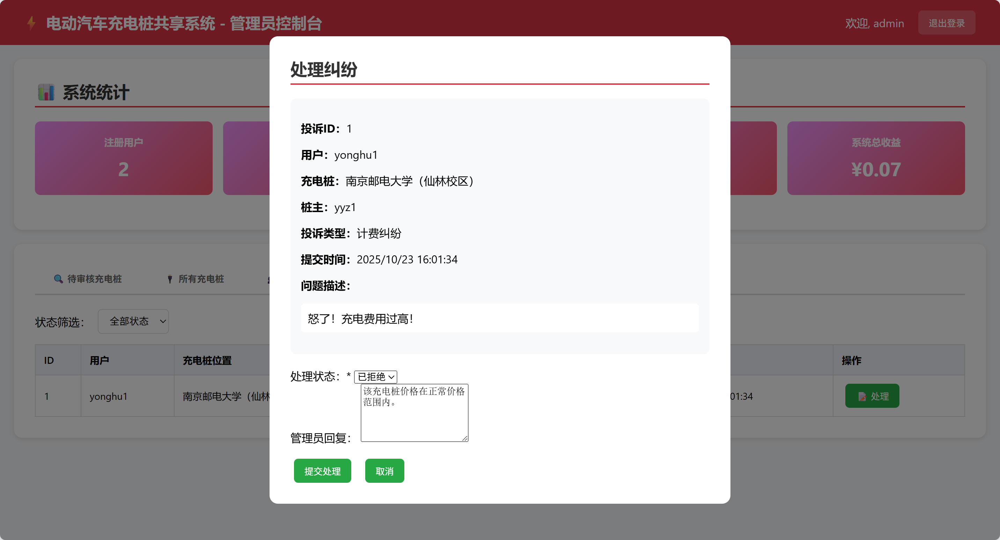 电动汽车充电桩共享系统 - 管理员控制台
欢迎, admin
退出登录
处理纠纷
系统统计
注册用户
2
系统总收益
¥0.07
投诉ID：1
用户：yonghu1
充电桩：南京邮电大学（仙林校区）
桩主：yyz1
投诉类型：计费纠纷
提交时间：2025/10/23 16:01:34
问题描述：
怒了！充电费用过高！
待审核充电桩
所有充电桩
状态筛选：
全部状态
ID
用户
充电桩位置
操作
1
yonghu1
南京邮电大学（仙林
01:34
处理
处理状态：*
已拒绝
该充电桩价格在正常价格
范围内。
管理员回复：
提交处理
取消